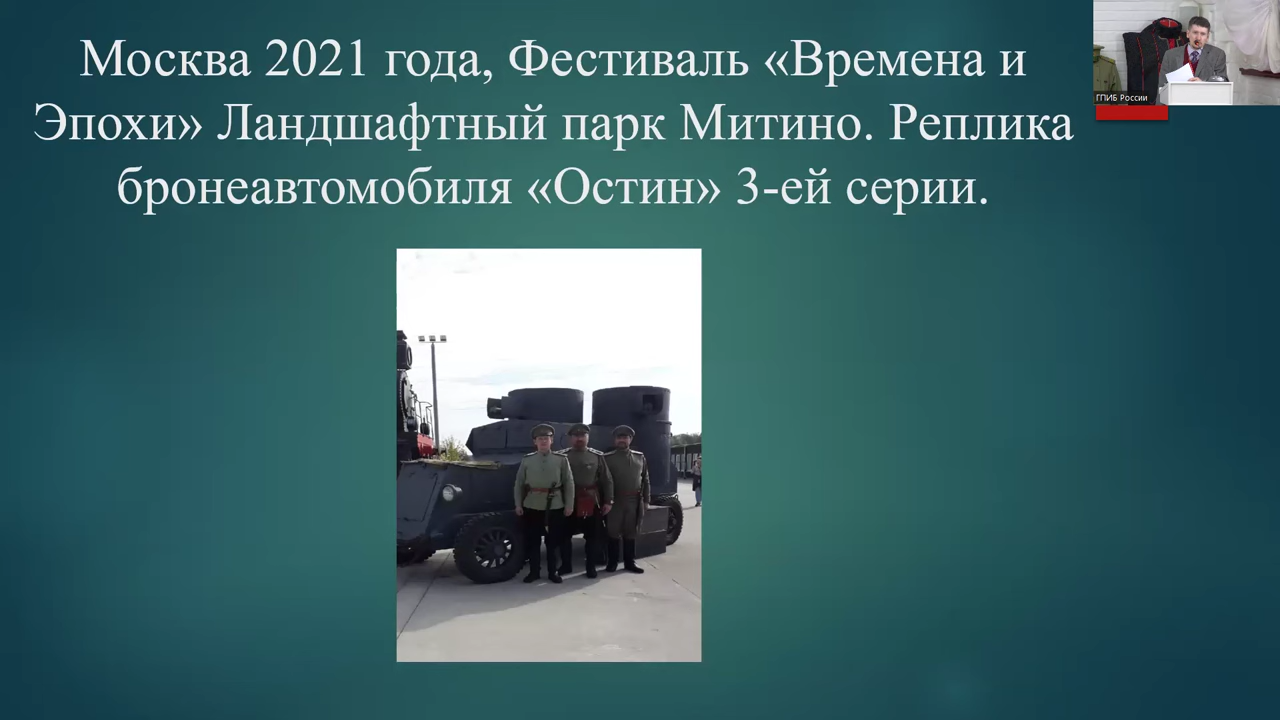 Москва 2021 года, Фестиваль «Времена и
Эпохи» Ландшафтный парк Митино. Реплика
бронеавтомобиля «Остин» 3-ей серии.
ГПИБ России